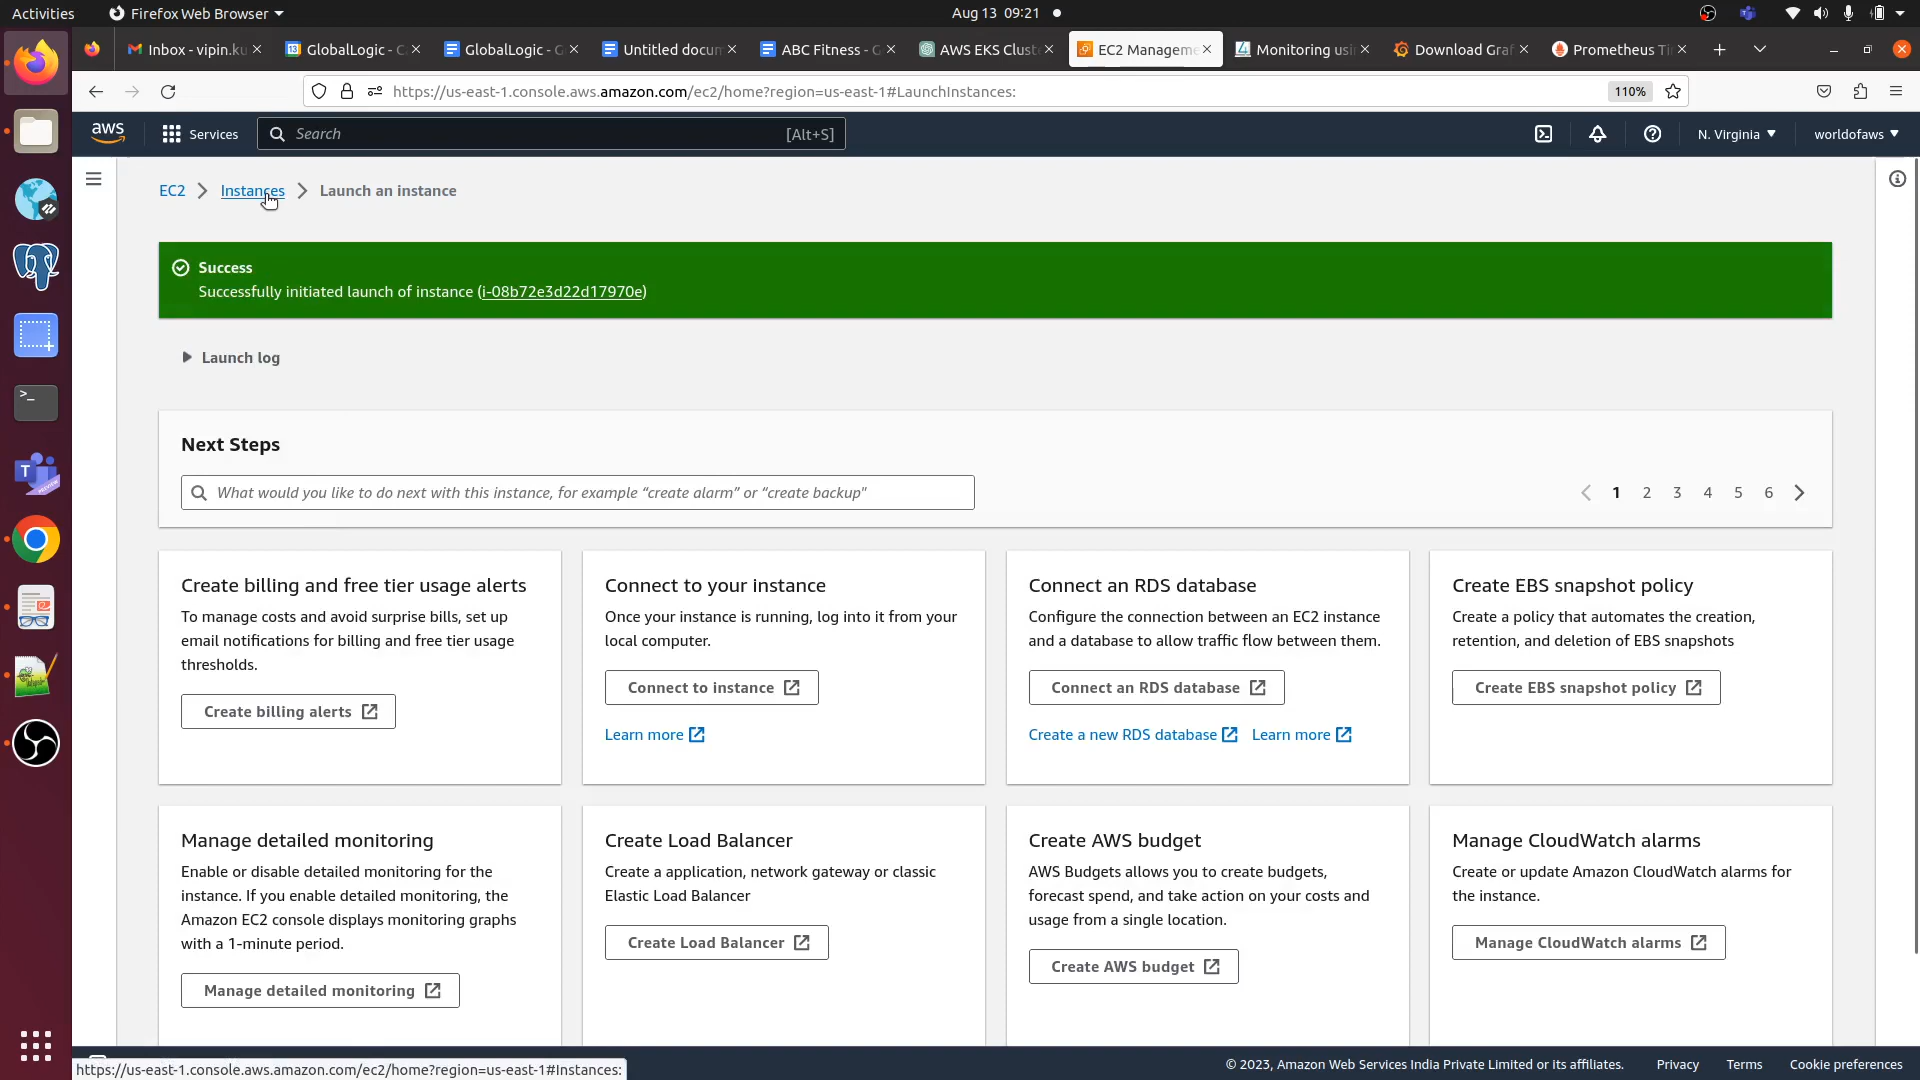 Activities
Firefox Web Browser
Aug 13 09:21
Inbox - vipin.ku
GlobalLogic - C
GlobalLogic - G
Untitled docum
ABC Fitness - G
AWS EKS Cluste
EC2 Manageme
Monitoring usi
Download Graf
Prometheus Ti
https://us-east-1.console.aws.amazon.com/ec2/home?region=us-east-1#LaunchInstances:
110%
aws
Services
Search
[Alt+S]
N. Virginia
worldofaws
EC2
Instances
Launch an instance
Success
Successfully initiated launch of instance (i-08b72e3d22d17970e)
Launch log
Next Steps
What would you like to do next with this instance, for example “create alarm” or “create backup"
1 2 3 4 5 6
Create billing and free tier usage alerts
To manage costs and avoid surprise bills, set up
email notifications for billing and free tier usage
thresholds.
Create billing alerts
Connect to your instance
Once your instance is running, log into it from your
local computer.
Connect to instance
Learn more
Connect an RDS database
Configure the connection between an EC2 instance
and a database to allow traffic flow between them.
Connect an RDS database
Create a new RDS database
Learn more
Create EBS snapshot policy
Create a policy that automates the creation,
retention, and deletion of EBS snapshots
Create EBS snapshot policy
Manage detailed monitoring
Enable or disable detailed monitoring for the
instance. If you enable detailed monitoring, the
Amazon EC2 console displays monitoring graphs
with a 1-minute period.
Manage detailed monitoring
Create Load Balancer
Create a application, network gateway or classic
Elastic Load Balancer
Create Load Balancer
Create AWS budget
AWS Budgets allows you to create budgets,
forecast spend, and take action on your costs and
usage from a single location.
Create AWS budget
Manage CloudWatch alarms
Create or update Amazon CloudWatch alarms for
the instance.
Manage CloudWatch alarms
https://us-east-1.console.aws.amazon.com/ec2/home?region=us-east-1#Instances:
© 2023, Amazon Web Services India Private Limited or its affiliates.
Privacy
Terms
Cookie preferences